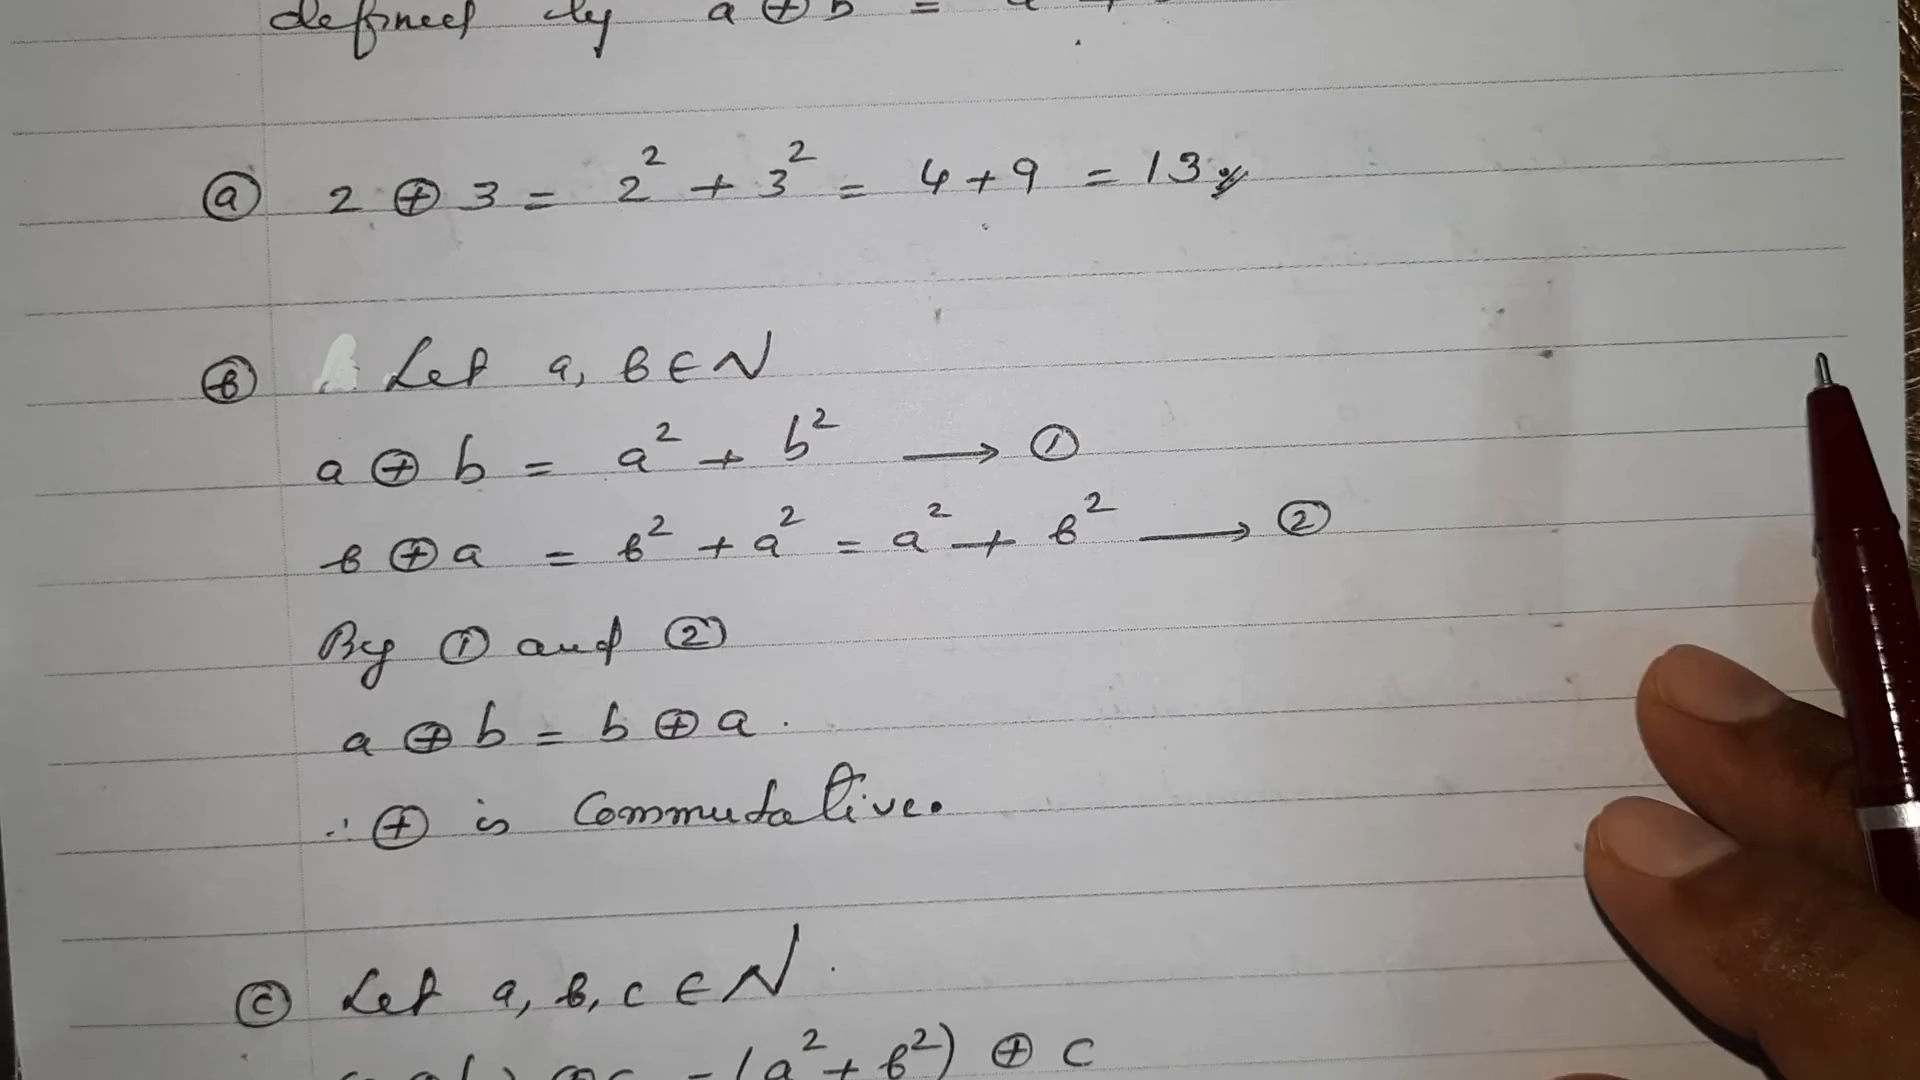 defined by a ⊕ b =
ⓐ 2 ⊕ 3 = 2² + 3² = 4 + 9 = 13
ⓑ Let a, b ∈ N
a ⊕ b = a² + b² → ①
b ⊕ a = b² + a² = a² + b² → ②
By ① and ②
a ⊕ b = b ⊕ a.
∴ ⊕ is Commutative.
ⓒ Let a, b, c ∈ N.
⊕ c = (a² + b²) ⊕ c